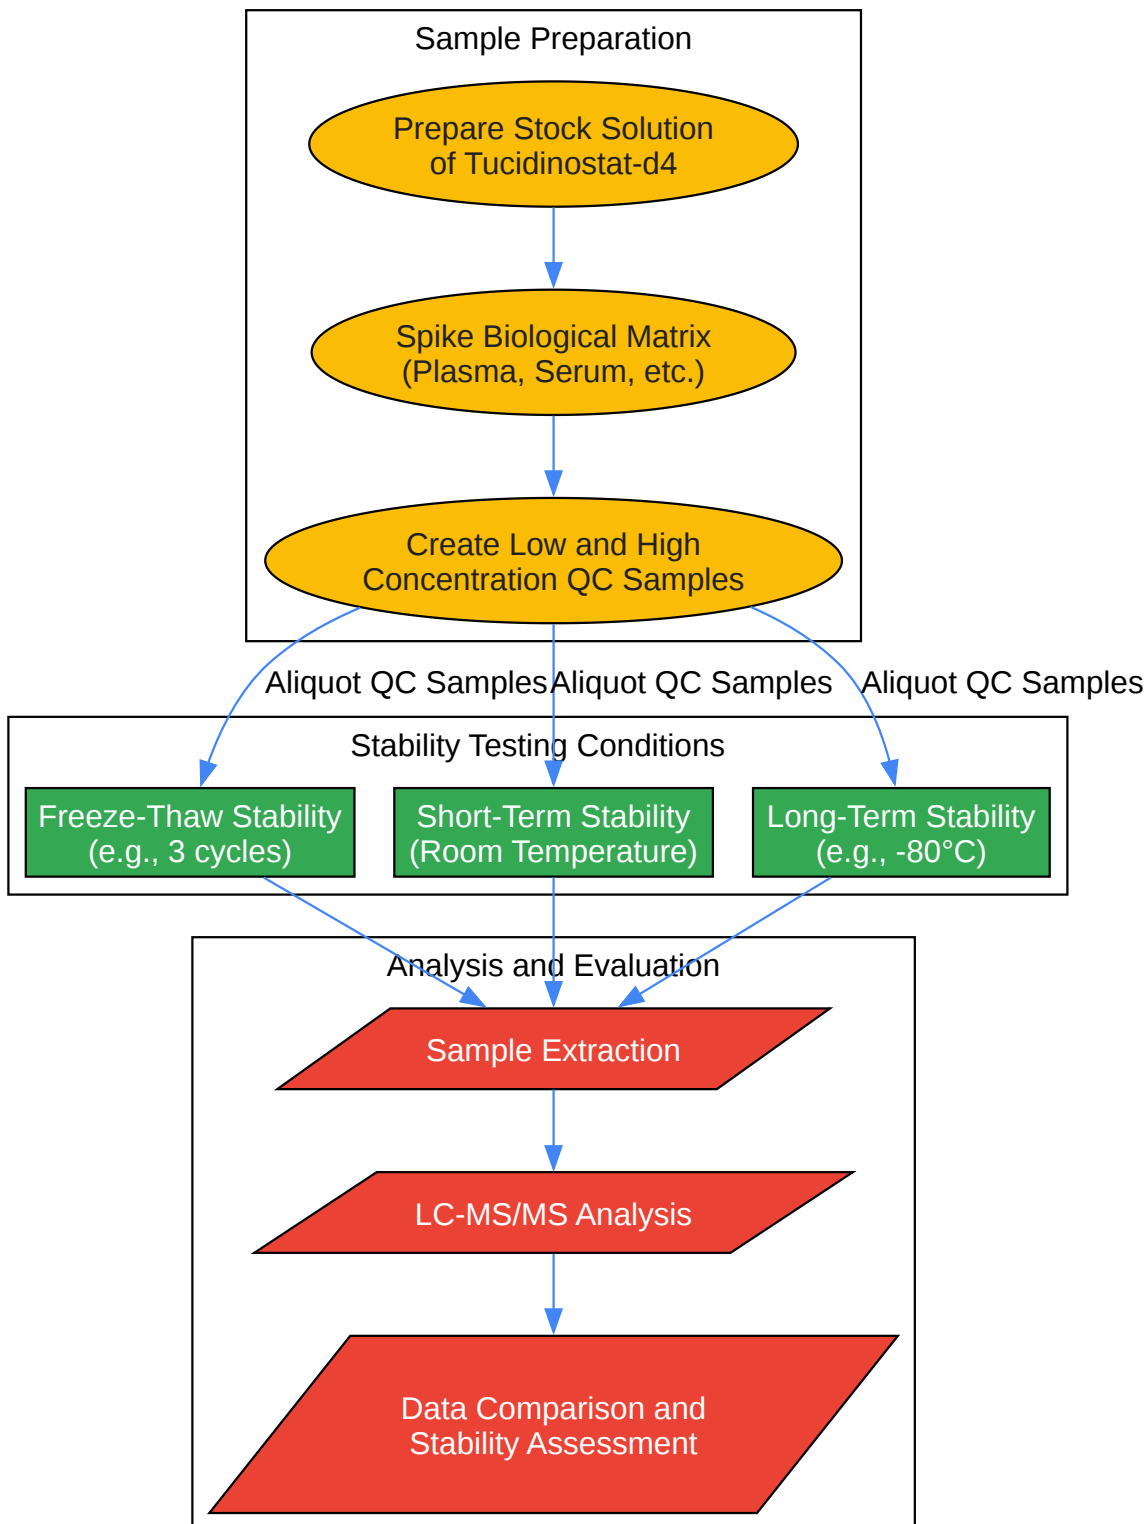 Sample Preparation
Prepare Stock Solution
of Tucidinostat-d4
Spike Biological Matrix
(Plasma, Serum, etc.)
Create Low and High
Concentration QC Samples
Aliquot QC Samples
Aliquot QC Samples
Aliquot QC Samples
Stability Testing Conditions
Freeze-Thaw Stability
(e.g., 3 cycles)
Short-Term Stability
(Room Temperature)
Long-Term Stability
(e.g., -80°C)
Analysis and Evaluation
Sample Extraction
LC-MS/MS Analysis
Data Comparison and
Stability Assessment